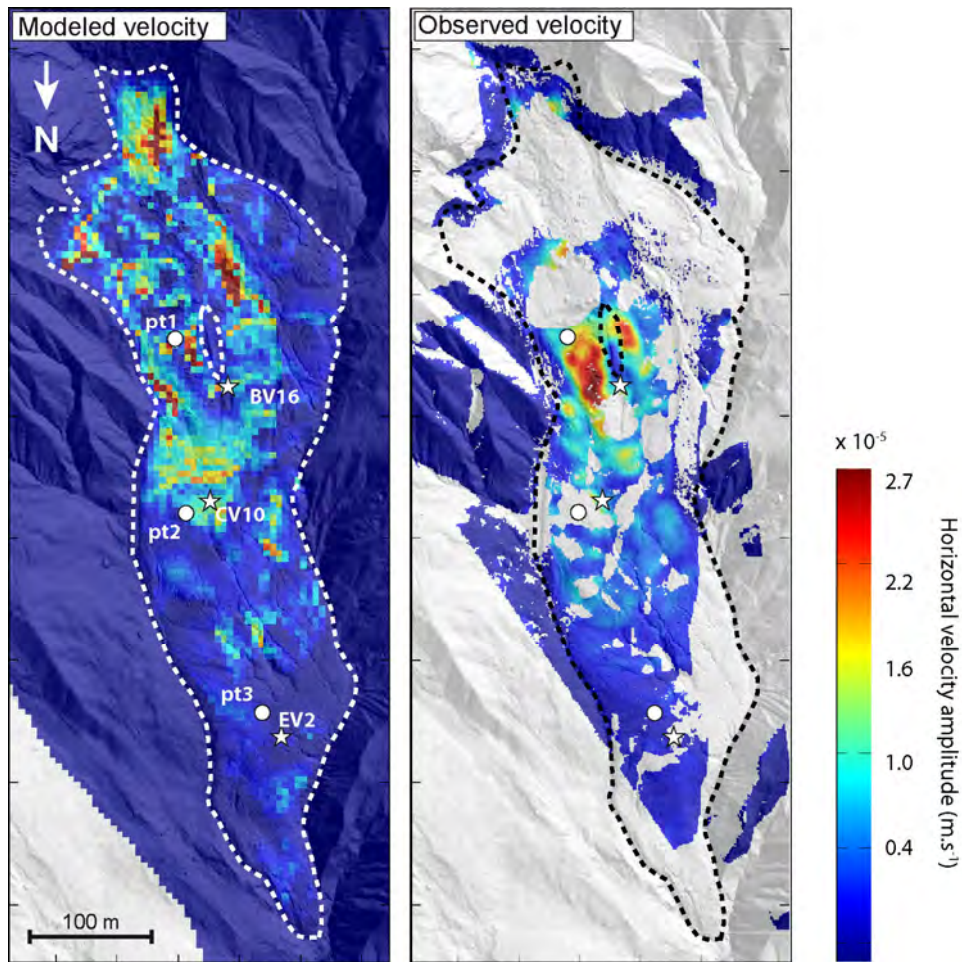 Modeled velocity
Observed velocity
N
pt1
BV16
CV10
pt2
pt3
EV2
100 m
x 10⁻⁵
2.7
2.2
1.6
1.0
0.4
Horizontal velocity amplitude (m.s⁻¹)